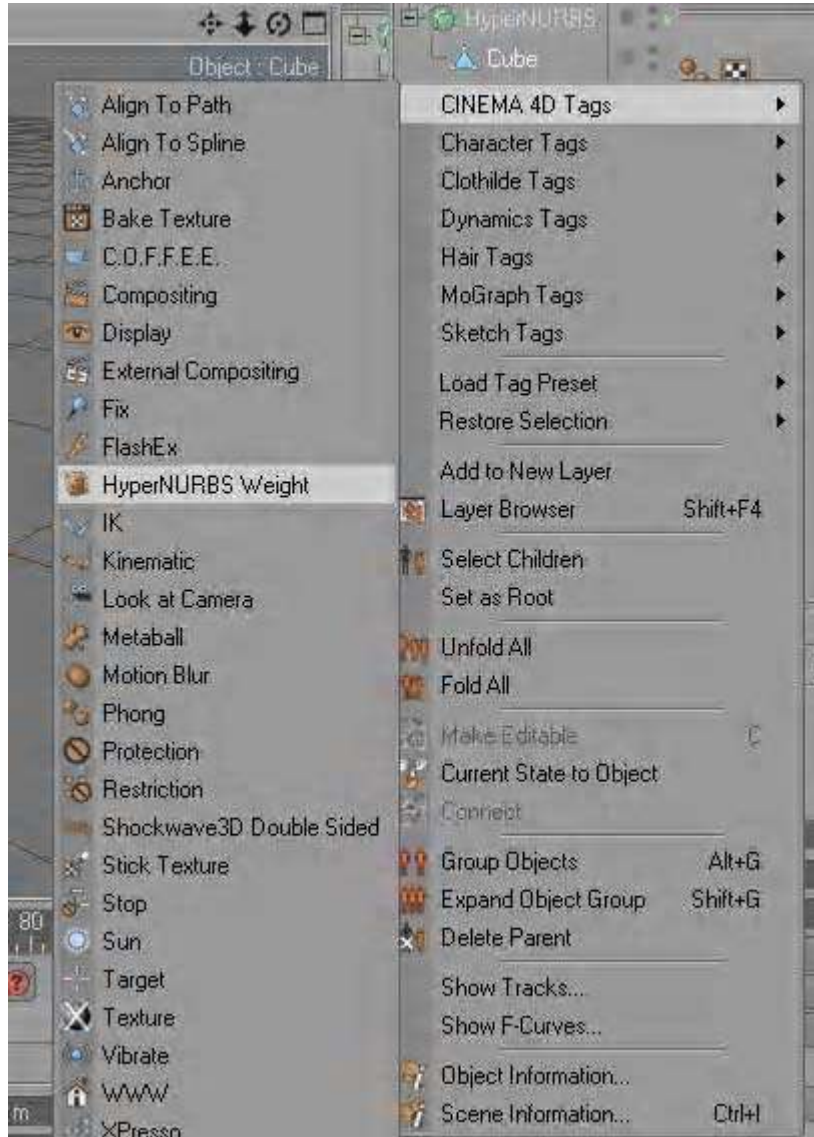 HyperNURBS
Object : Cube
Cube
Align To Path
Align To Spline
Anchor
Bake Texture
C.O.F.F.E.E.
Compositing
Display
External Compositing
Fix
FlashEx
HyperNURBS Weight
IK
Kinematic
Look at Camera
Metaball
Motion Blur
Phong
Protection
Restriction
Shockwave3D Double Sided
Stick Texture
Stop
Sun
Target
Texture
Vibrate
WWW
XPresso
CINEMA 4D Tags
Character Tags
Clothilde Tags
Dynamics Tags
Hair Tags
MoGraph Tags
Sketch Tags
Load Tag Preset
Restore Selection
Add to New Layer
Layer Browser Shift+F4
Select Children
Set as Root
Unfold All
Fold All
Make Editable C
Current State to Object
Connect
Group Objects Alt+G
Expand Object Group Shift+G
Delete Parent
Show Tracks...
Show F-Curves...
Object Information...
Scene Information... Ctrl+I
80
m